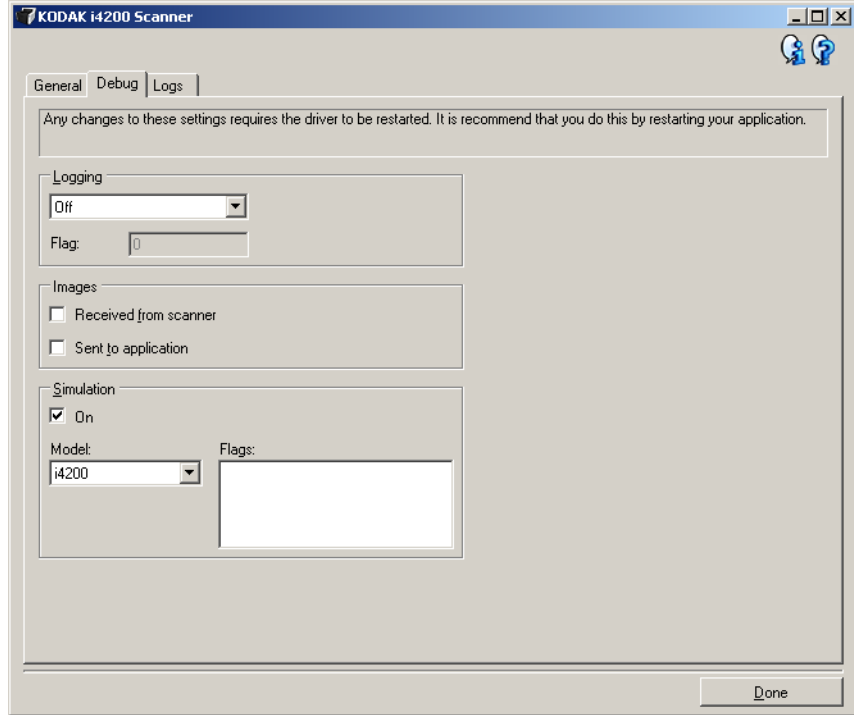 KODAK i4200 Scanner
General Debug Logs
Any changes to these settings requires the driver to be restarted. It is recommend that you do this by restarting your application.
Logging
Off
Flag: 0
Images
Received from scanner
Sent to application
Simulation
On
Model: Flags:
i4200
Done